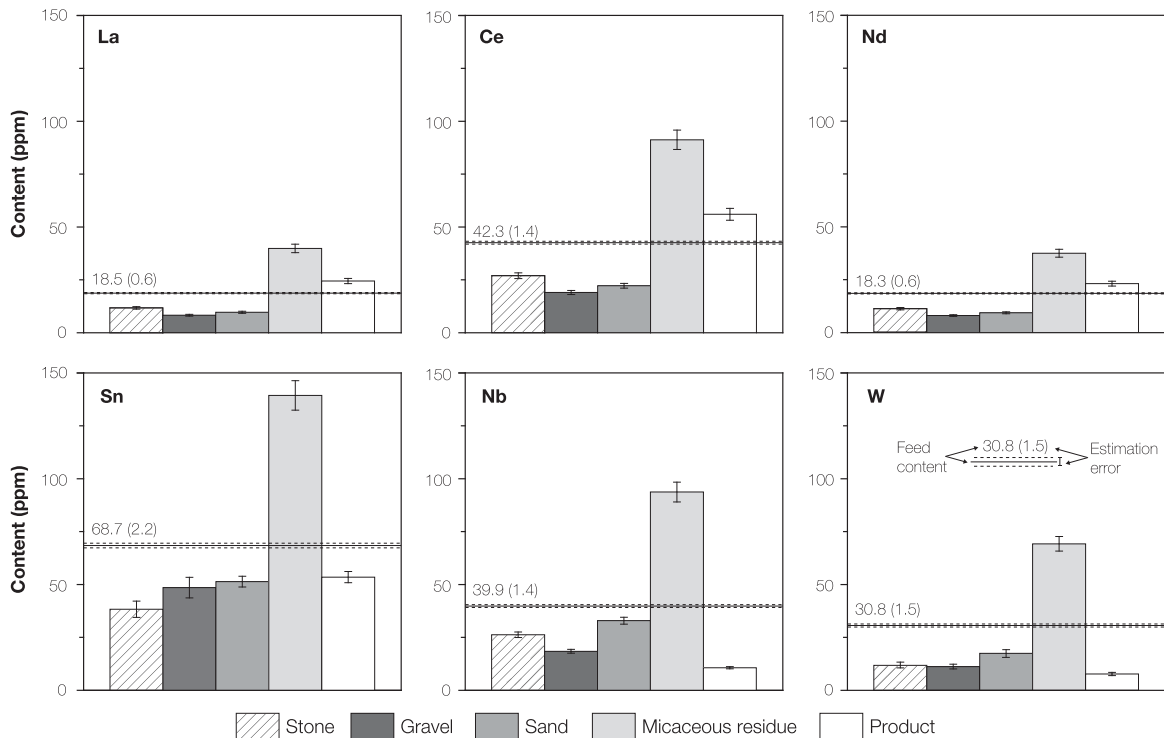 150
100
50
0
Content (ppm)
La
18.5 (0.6)
150
100
50
0
Ce
42.3 (1.4)
150
100
50
0
Nd
18.3 (0.6)
150
100
50
0
Content (ppm)
Sn
68.7 (2.2)
150
100
50
0
Nb
39.9 (1.4)
150
100
50
0
W
Feed content
30.8 (1.5)
Estimation error
30.8 (1.5)
Stone Gravel Sand Micaceous residue Product